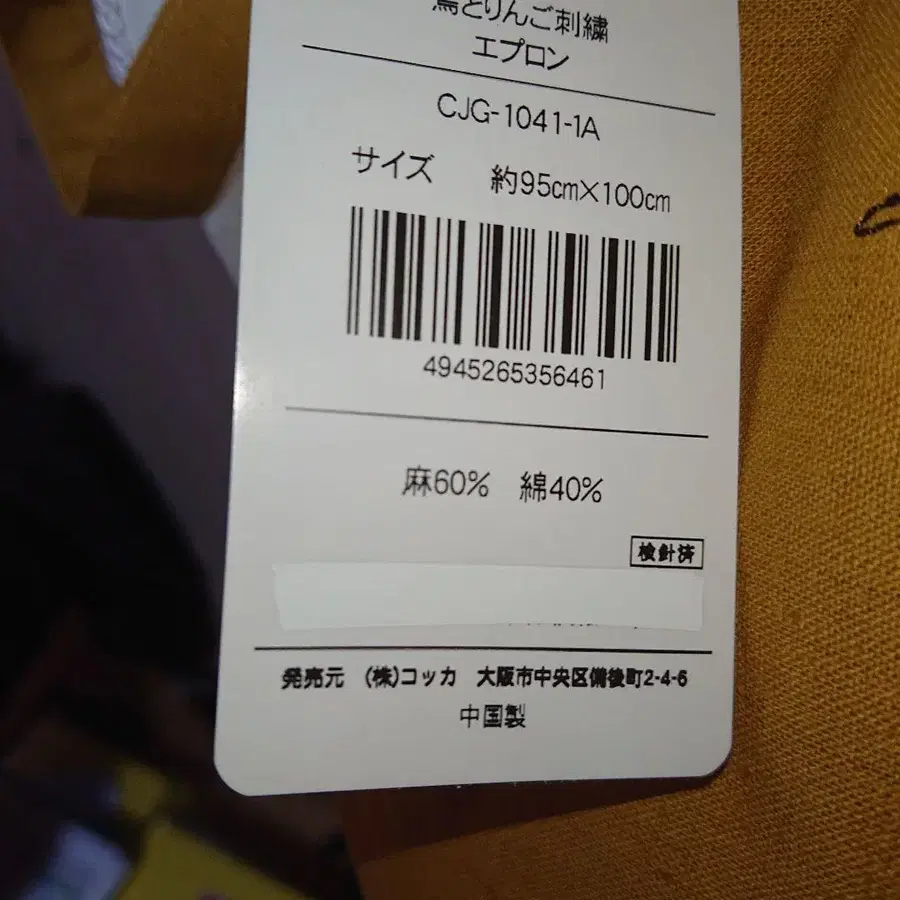 鳥とりんご刺繍
エプロン
CJG-1041-1A
サイズ 約95cm×100cm
4945265356461
麻60% 綿40%
検針済
発売元 (株)コッカ 大阪市中央区備後町2-4-6
中国製